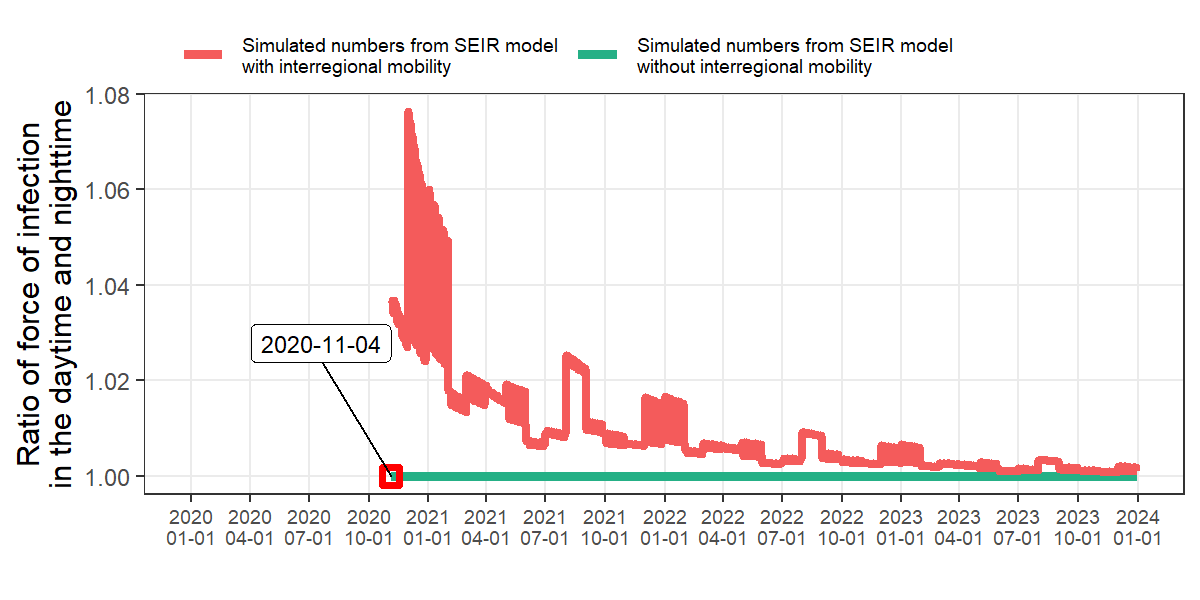 Simulated numbers from SEIR model
with interregional mobility
Simulated numbers from SEIR model
without interregional mobility
Ratio of force of infection
in the daytime and nighttime
1.08
1.06
1.04
1.02
1.00
2020-11-04
2020 2020 2020 2020 2021 2021 2021 2021 2022 2022 2022 2022 2023 2023 2023 2023 2024
01-01 04-01 07-01 10-01 01-01 04-01 07-01 10-01 01-01 04-01 07-01 10-01 01-01 04-01 07-01 10-01 01-01